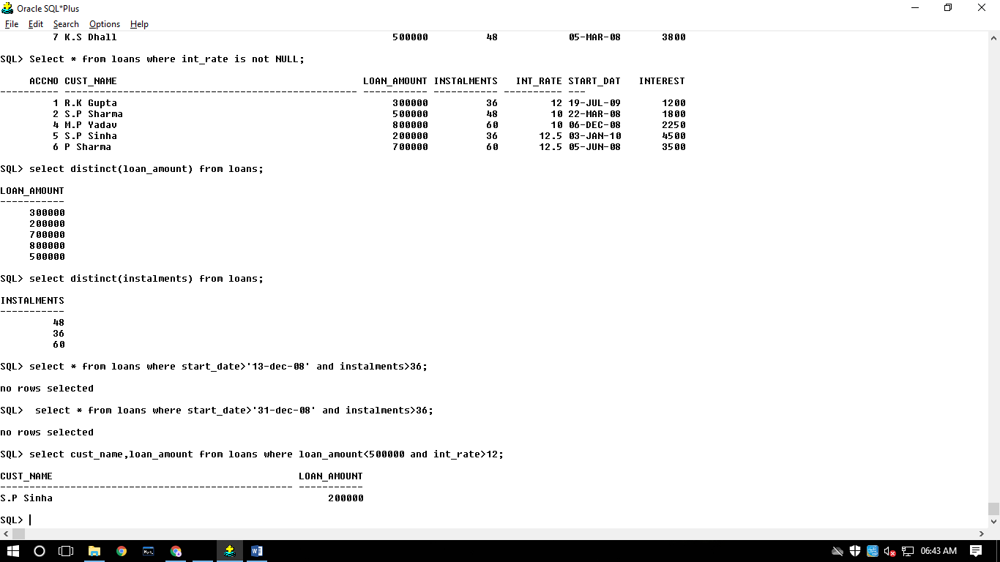 Oracle SQL*Plus
File Edit Search Options Help
7 K.S Dhall 500000 48 05-MAR-08 3800
SQL> Select * from loans where int_rate is not NULL;
ACCNO CUST_NAME LOAN_AMOUNT INSTALMENTS INT_RATE START_DAT INTEREST
---------- -------------------------------------------------- ----------- ----------- ---------- ---
1 R.K Gupta 300000 36 12 19-JUL-09 1200
2 S.P Sharma 500000 48 10 22-MAR-08 1800
4 M.P Yadav 800000 60 10 06-DEC-08 2250
5 S.P Sinha 200000 36 12.5 03-JAN-10 4500
6 P Sharma 700000 60 12.5 05-JUN-08 3500
SQL> select distinct(loan_amount) from loans;
LOAN_AMOUNT
-----------
300000
200000
700000
800000
500000
SQL> select distinct(instalments) from loans;
INSTALMENTS
-----------
48
36
60
SQL> select * from loans where start_date>'13-dec-08' and instalments>36;
no rows selected
SQL>  select * from loans where start_date>'31-dec-08' and instalments>36;
no rows selected
SQL> select cust_name,loan_amount from loans where loan_amount<500000 and int_rate>12;
CUST_NAME LOAN_AMOUNT
-------------------------------------------------- -----------
S.P Sinha 200000
SQL>
06:43 AM